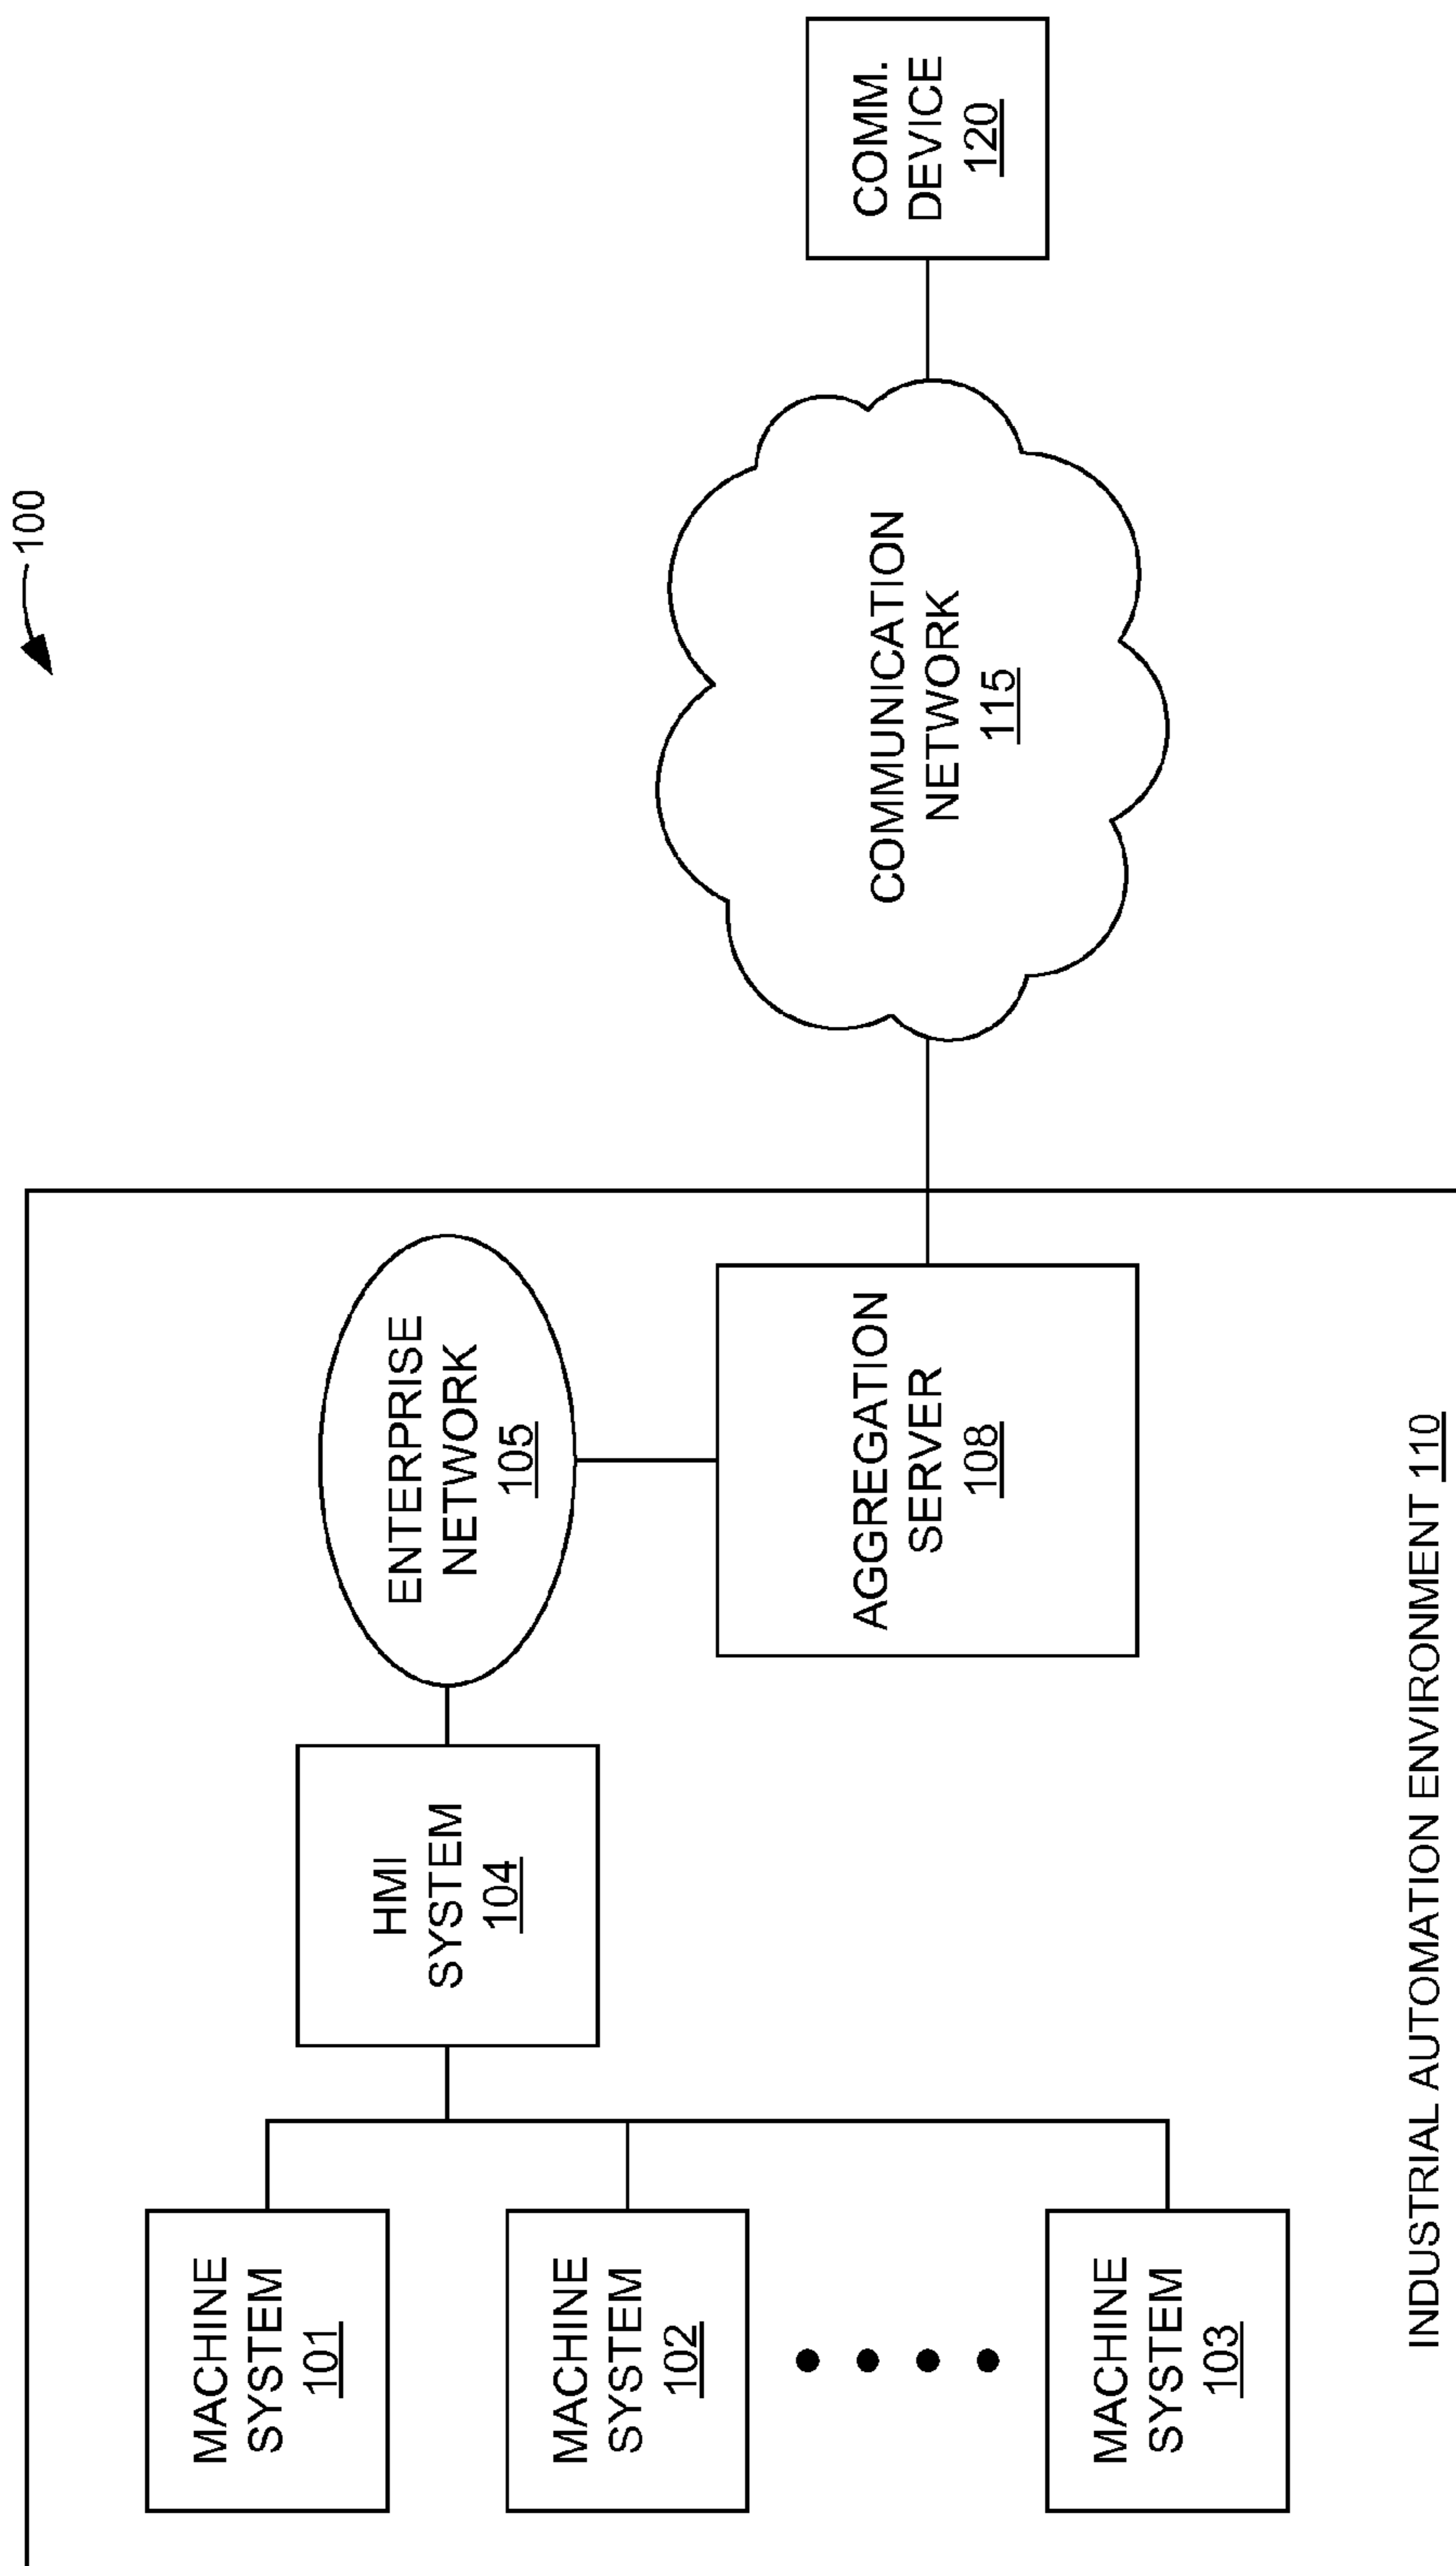 100
MACHINE
SYSTEM
101
MACHINE
SYSTEM
102
MACHINE
SYSTEM
103
HMI
SYSTEM
104
ENTERPRISE
NETWORK
105
AGGREGATION
SERVER
108
COMMUNICATION
NETWORK
115
COMM.
DEVICE
120
INDUSTRIAL AUTOMATION ENVIRONMENT 110